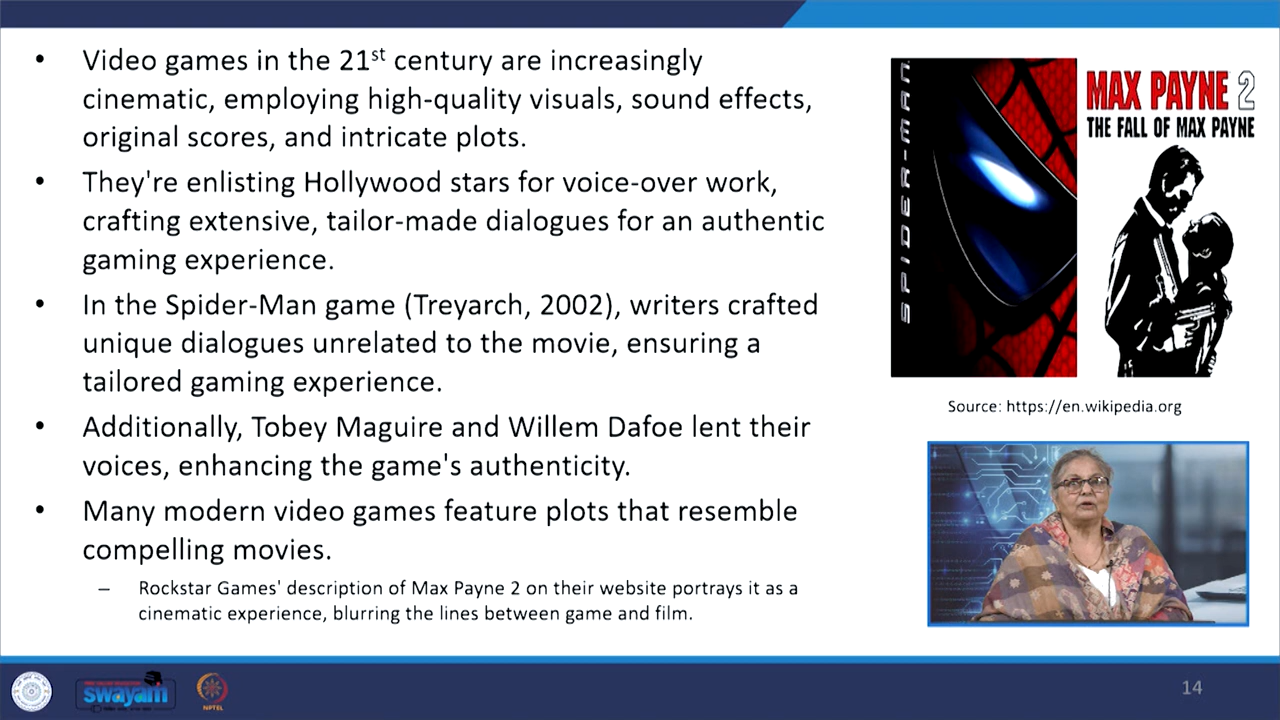 • Video games in the 21st century are increasingly
cinematic, employing high-quality visuals, sound effects,
original scores, and intricate plots.
• They're enlisting Hollywood stars for voice-over work,
crafting extensive, tailor-made dialogues for an authentic
gaming experience.
• In the Spider-Man game (Treyarch, 2002), writers crafted
unique dialogues unrelated to the movie, ensuring a
tailored gaming experience.
• Additionally, Tobey Maguire and Willem Dafoe lent their
voices, enhancing the game's authenticity.
• Many modern video games feature plots that resemble
compelling movies.
– Rockstar Games' description of Max Payne 2 on their website portrays it as a
cinematic experience, blurring the lines between game and film.
SPIDER-MAN
MAX PAYNE 2
THE FALL OF MAX PAYNE
Source: https://en.wikipedia.org
swayam
NPTEL
14